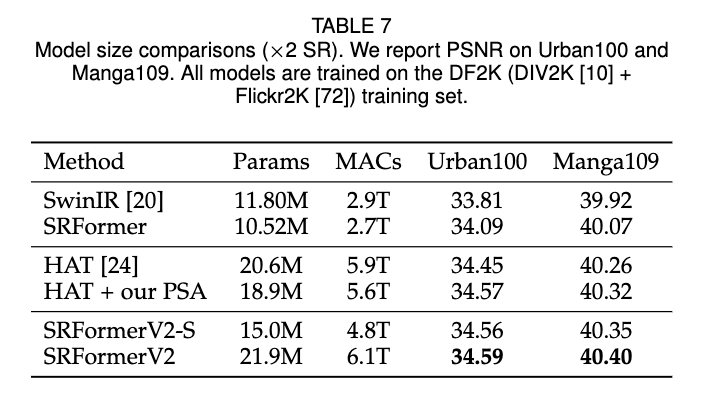 TABLE 7
Model size comparisons (×2 SR). We report PSNR on Urban100 and
Manga109. All models are trained on the DF2K (DIV2K [10] +
Flickr2K [72]) training set.
Method Params MACs Urban100 Manga109
SwinIR [20] 11.80M 2.9T 33.81 39.92
SRFormer 10.52M 2.7T 34.09 40.07
HAT [24] 20.6M 5.9T 34.45 40.26
HAT + our PSA 18.9M 5.6T 34.57 40.32
SRFormerV2-S 15.0M 4.8T 34.56 40.35
SRFormerV2 21.9M 6.1T 34.59 40.40